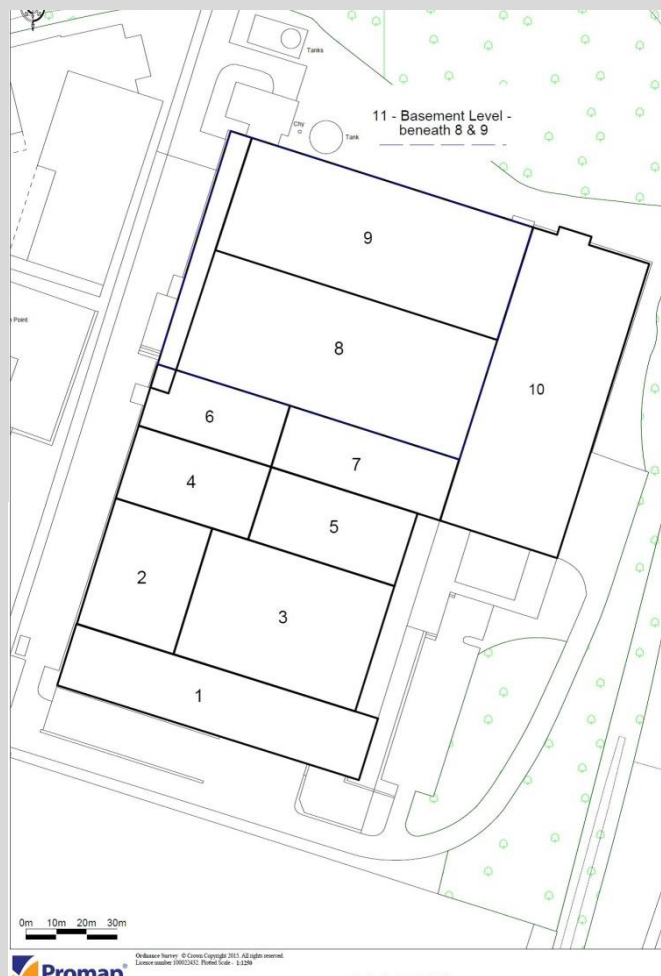 Tanks
Chy
Tank
11 - Basement Level -
beneath 8 & 9
9
8
10
Point
6
7
4
5
2
3
1
0m 10m 20m 30m
Promap
Ordnance Survey © Crown Copyright 2015. All rights reserved.
Licence number 100022432. Plotted Scale - 1:1250